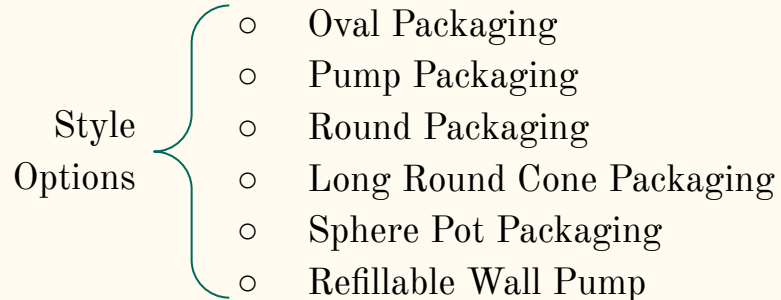 Style
Options
○ Oval Packaging
○ Pump Packaging
○ Round Packaging
○ Long Round Cone Packaging
○ Sphere Pot Packaging
○ Refillable Wall Pump